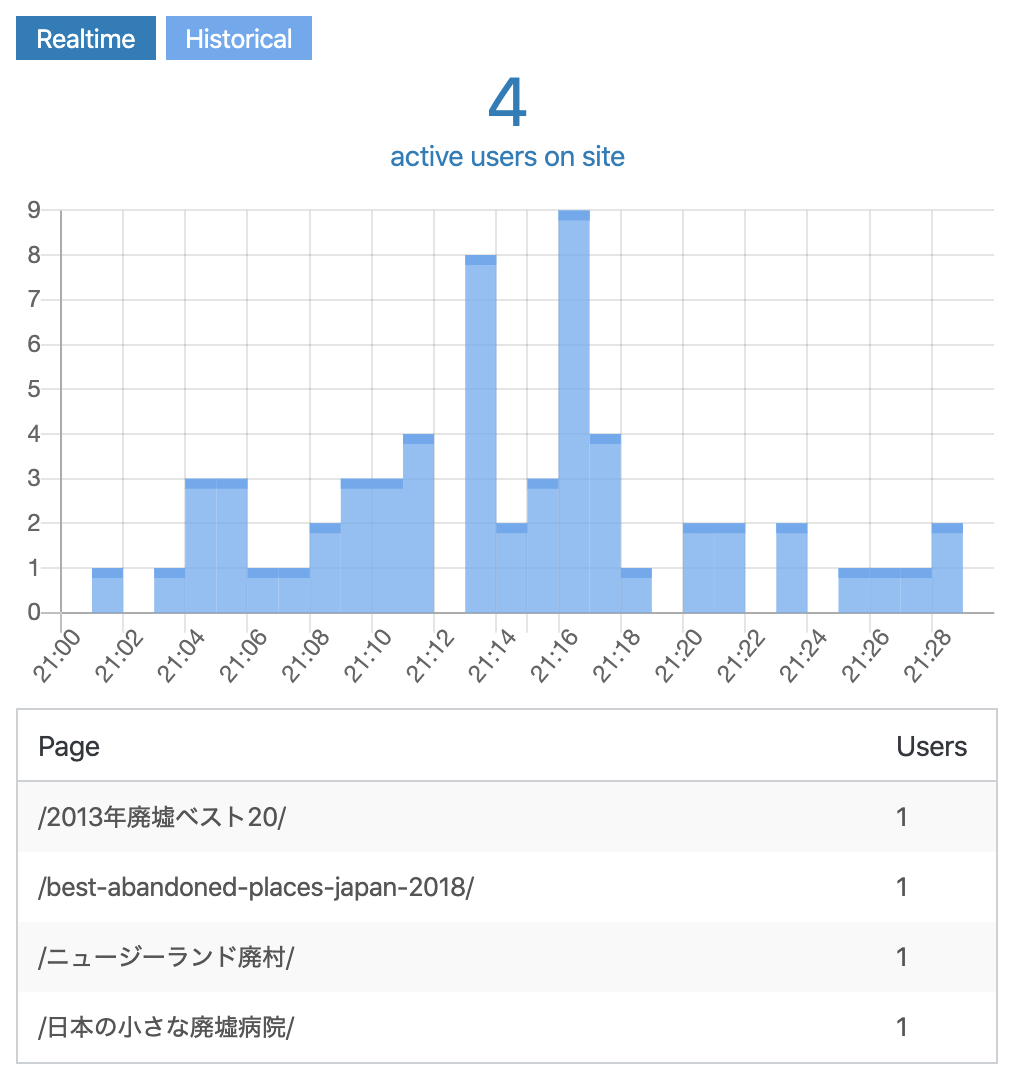 Realtime Historical
4
active users on site
9
8
7
6
5
4
3
2
1
0
21:00 21:02 21:04 21:06 21:08 21:10 21:12 21:14 21:16 21:18 21:20 21:22 21:24 21:26 21:28
Page Users
/2013年廃墟ベスト20/ 1
/best-abandoned-places-japan-2018/ 1
/ニュージーランド廃村/ 1
/日本の小さな廃墟病院/ 1